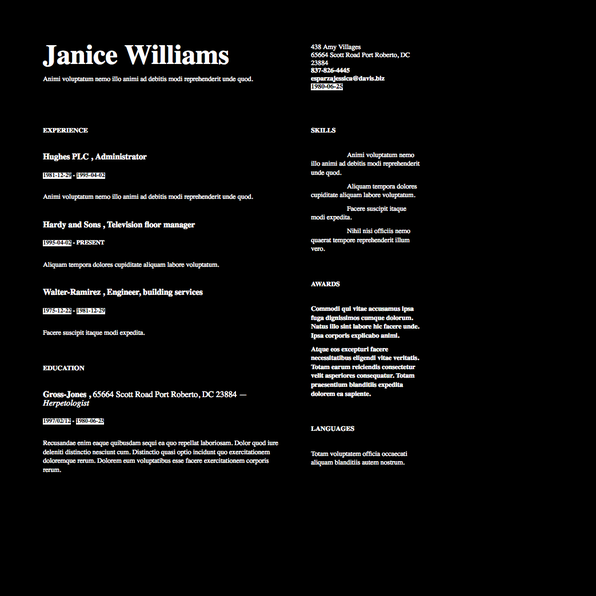 Janice Williams
Animi voluptatum nemo illo animi ad debitis modi reprehenderit unde quod.
438 Amy Villages
65664 Scott Road Port Roberto, DC
23884
837-826-4445
esparzajessica@davis.biz
1980-06-25
EXPERIENCE
Hughes PLC , Administrator
1981-12-29 - 1995-04-02
Animi voluptatum nemo illo animi ad debitis modi reprehenderit unde quod.
Hardy and Sons , Television floor manager
1995-04-02 - PRESENT
Aliquam tempora dolores cupiditate aliquam labore voluptatum.
Walter-Ramirez , Engineer, building services
1975-12-22 - 1981-12-29
Facere suscipit itaque modi expedita.
EDUCATION
Gross-Jones , 65664 Scott Road Port Roberto, DC 23884 —
Herpetologist
1997/02/12 - 1980-06-25
Recusandae enim eaque quibusdam sequi ea quo repellat laboriosam. Dolor quod iure
deleniti distinctio nesciunt cum. Distinctio quasi optio incidunt quo exercitationem
doloremque rerum. Dolorem eum voluptatibus esse facere exercitationem corporis
rerum.
SKILLS
Animi voluptatum nemo
illo animi ad debitis modi reprehenderit
unde quod.
Aliquam tempora dolores
cupiditate aliquam labore voluptatum.
Facere suscipit itaque
modi expedita.
Nihil nisi officiis nemo
quaerat tempore reprehenderit illum
vero.
AWARDS
Commodi qui vitae accusamus ipsa
fuga dignissimos cumque dolorum.
Natus illo sint labore hic facere unde.
Ipsa corporis explicabo animi.
Atque eos excepturi facere
necessitatibus eligendi vitae veritatis.
Totam earum reiciendis consectetur
velit asperiores consequatur. Totam
praesentium blanditiis expedita
dolorem ea sapiente.
LANGUAGES
Totam voluptatem officia occaecati
aliquam blanditiis autem nostrum.